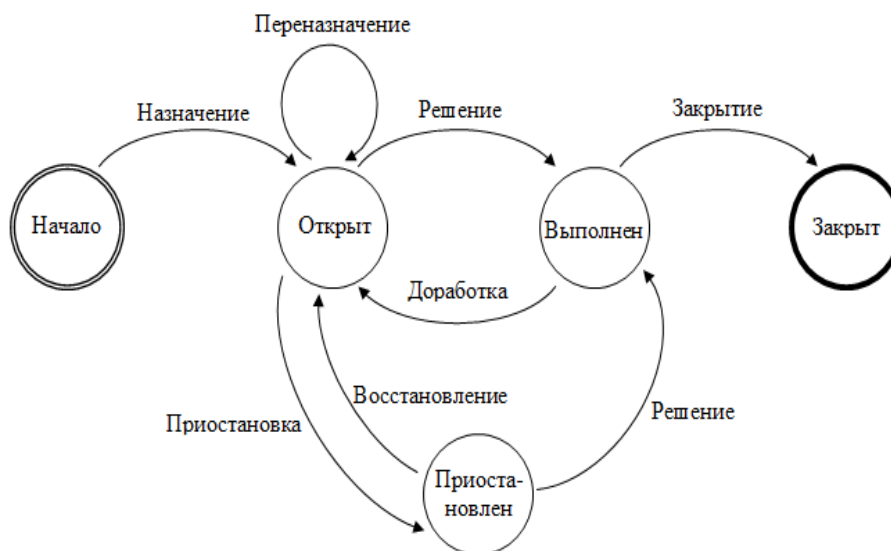 Переназначение
Назначение
Решение
Закрытие
Начало
Открыт
Выполнен
Закрыт
Доработка
Восстановление
Приостановка
Решение
Приоста-
новлен